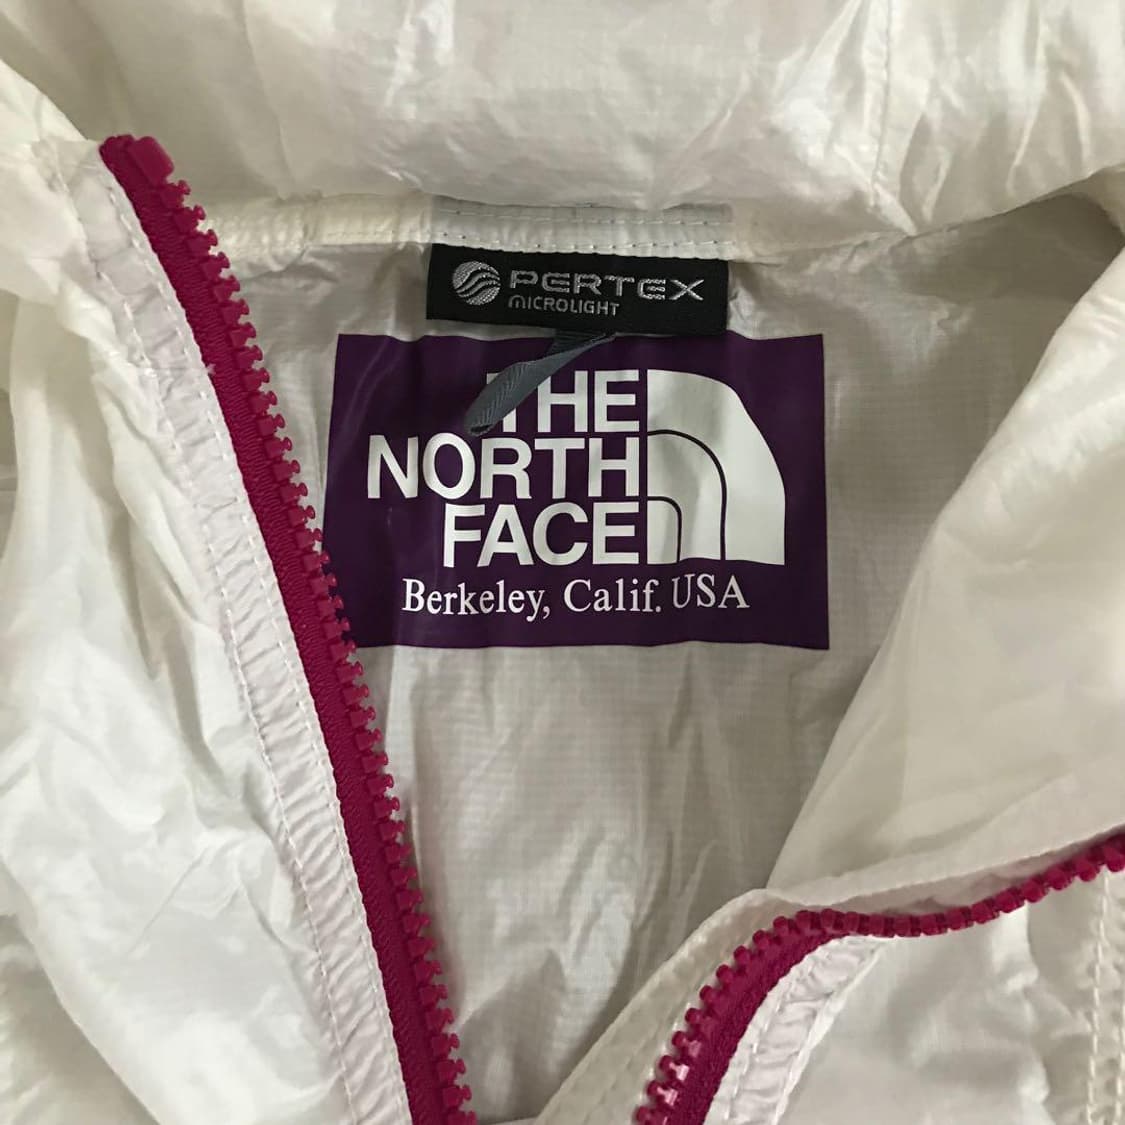 PERTEX
MICROLIGHT
THE
NORTH
FACE
Berkeley, Calif. USA